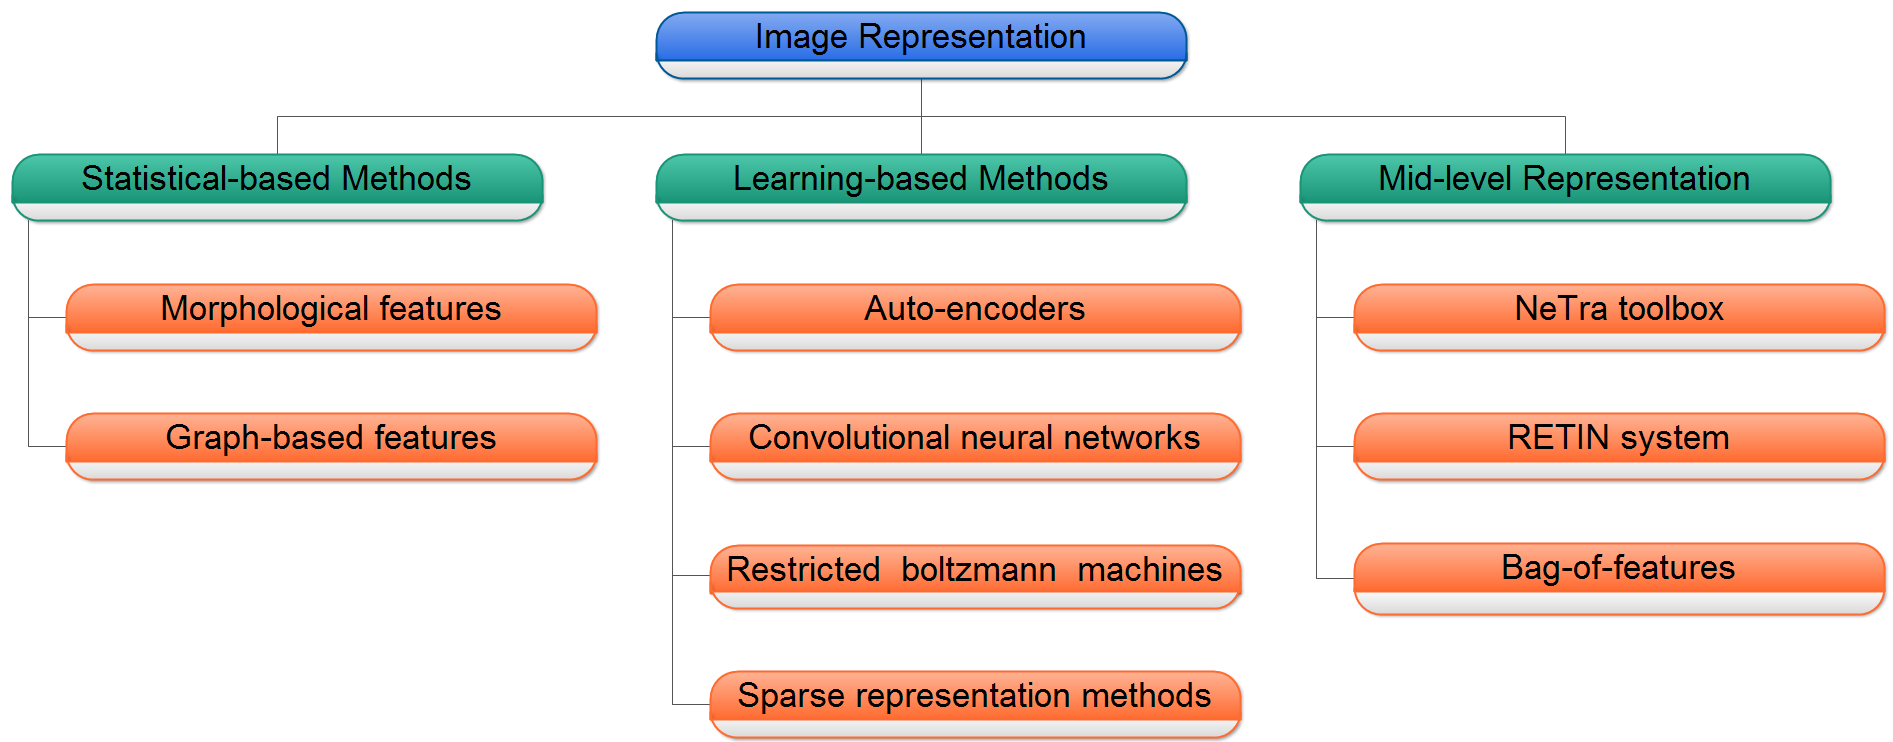 Image Representation
Statistical-based Methods
Morphological features
Graph-based features
Learning-based Methods
Auto-encoders
Convolutional neural networks
Restricted boltzmann machines
Sparse representation methods
Mid-level Representation
NeTra toolbox
RETIN system
Bag-of-features